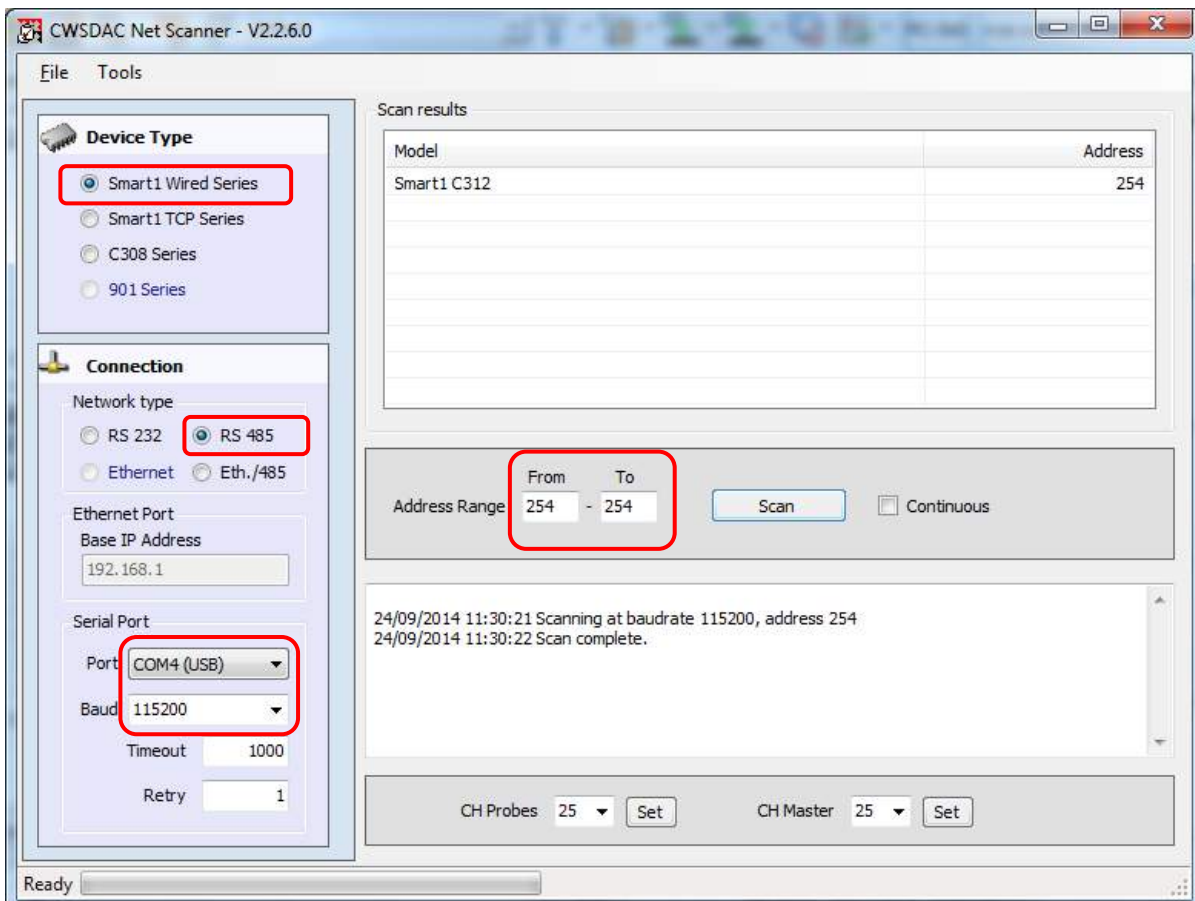 CWSDAC Net Scanner - V2.2.6.0
File Tools
Device Type
Smart1 Wired Series
Smart1 TCP Series
C308 Series
901 Series
Connection
Network type
RS 232 RS 485
Ethernet Eth./485
Ethernet Port
Base IP Address
192.168.1
Serial Port
Port COM4 (USB)
Baud 115200
Timeout 1000
Retry 1
Scan results
Model Address
Smart1 C312 254
From To
Address Range 254 - 254 Scan Continuous
24/09/2014 11:30:21 Scanning at baudrate 115200, address 254
24/09/2014 11:30:22 Scan complete.
CH Probes 25 Set CH Master 25 Set
Ready